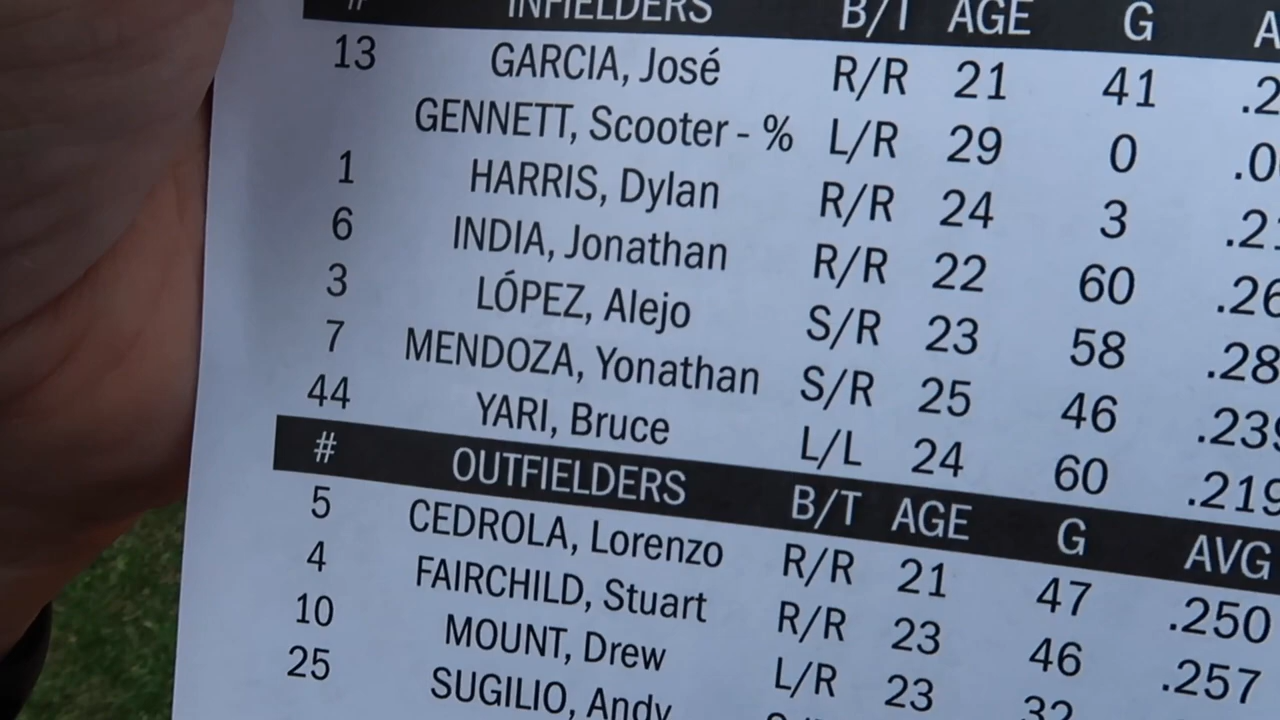 # INFIELDERS B/T AGE G
13 GARCIA, José R/R 21 41 .2
GENNETT, Scooter - % L/R 29 0 .0
1 HARRIS, Dylan R/R 24 3 .2
6 INDIA, Jonathan R/R 22 60 .26
3 LÓPEZ, Alejo S/R 23 58 .28
7 MENDOZA, Yonathan S/R 25 46 .239
44 YARI, Bruce L/L 24 60 .219
# OUTFIELDERS B/T AGE G AVG
5 CEDROLA, Lorenzo R/R 21 47 .250
4 FAIRCHILD, Stuart R/R 23 46 .257
10 MOUNT, Drew L/R 23 32
25 SUGILIO, Andy